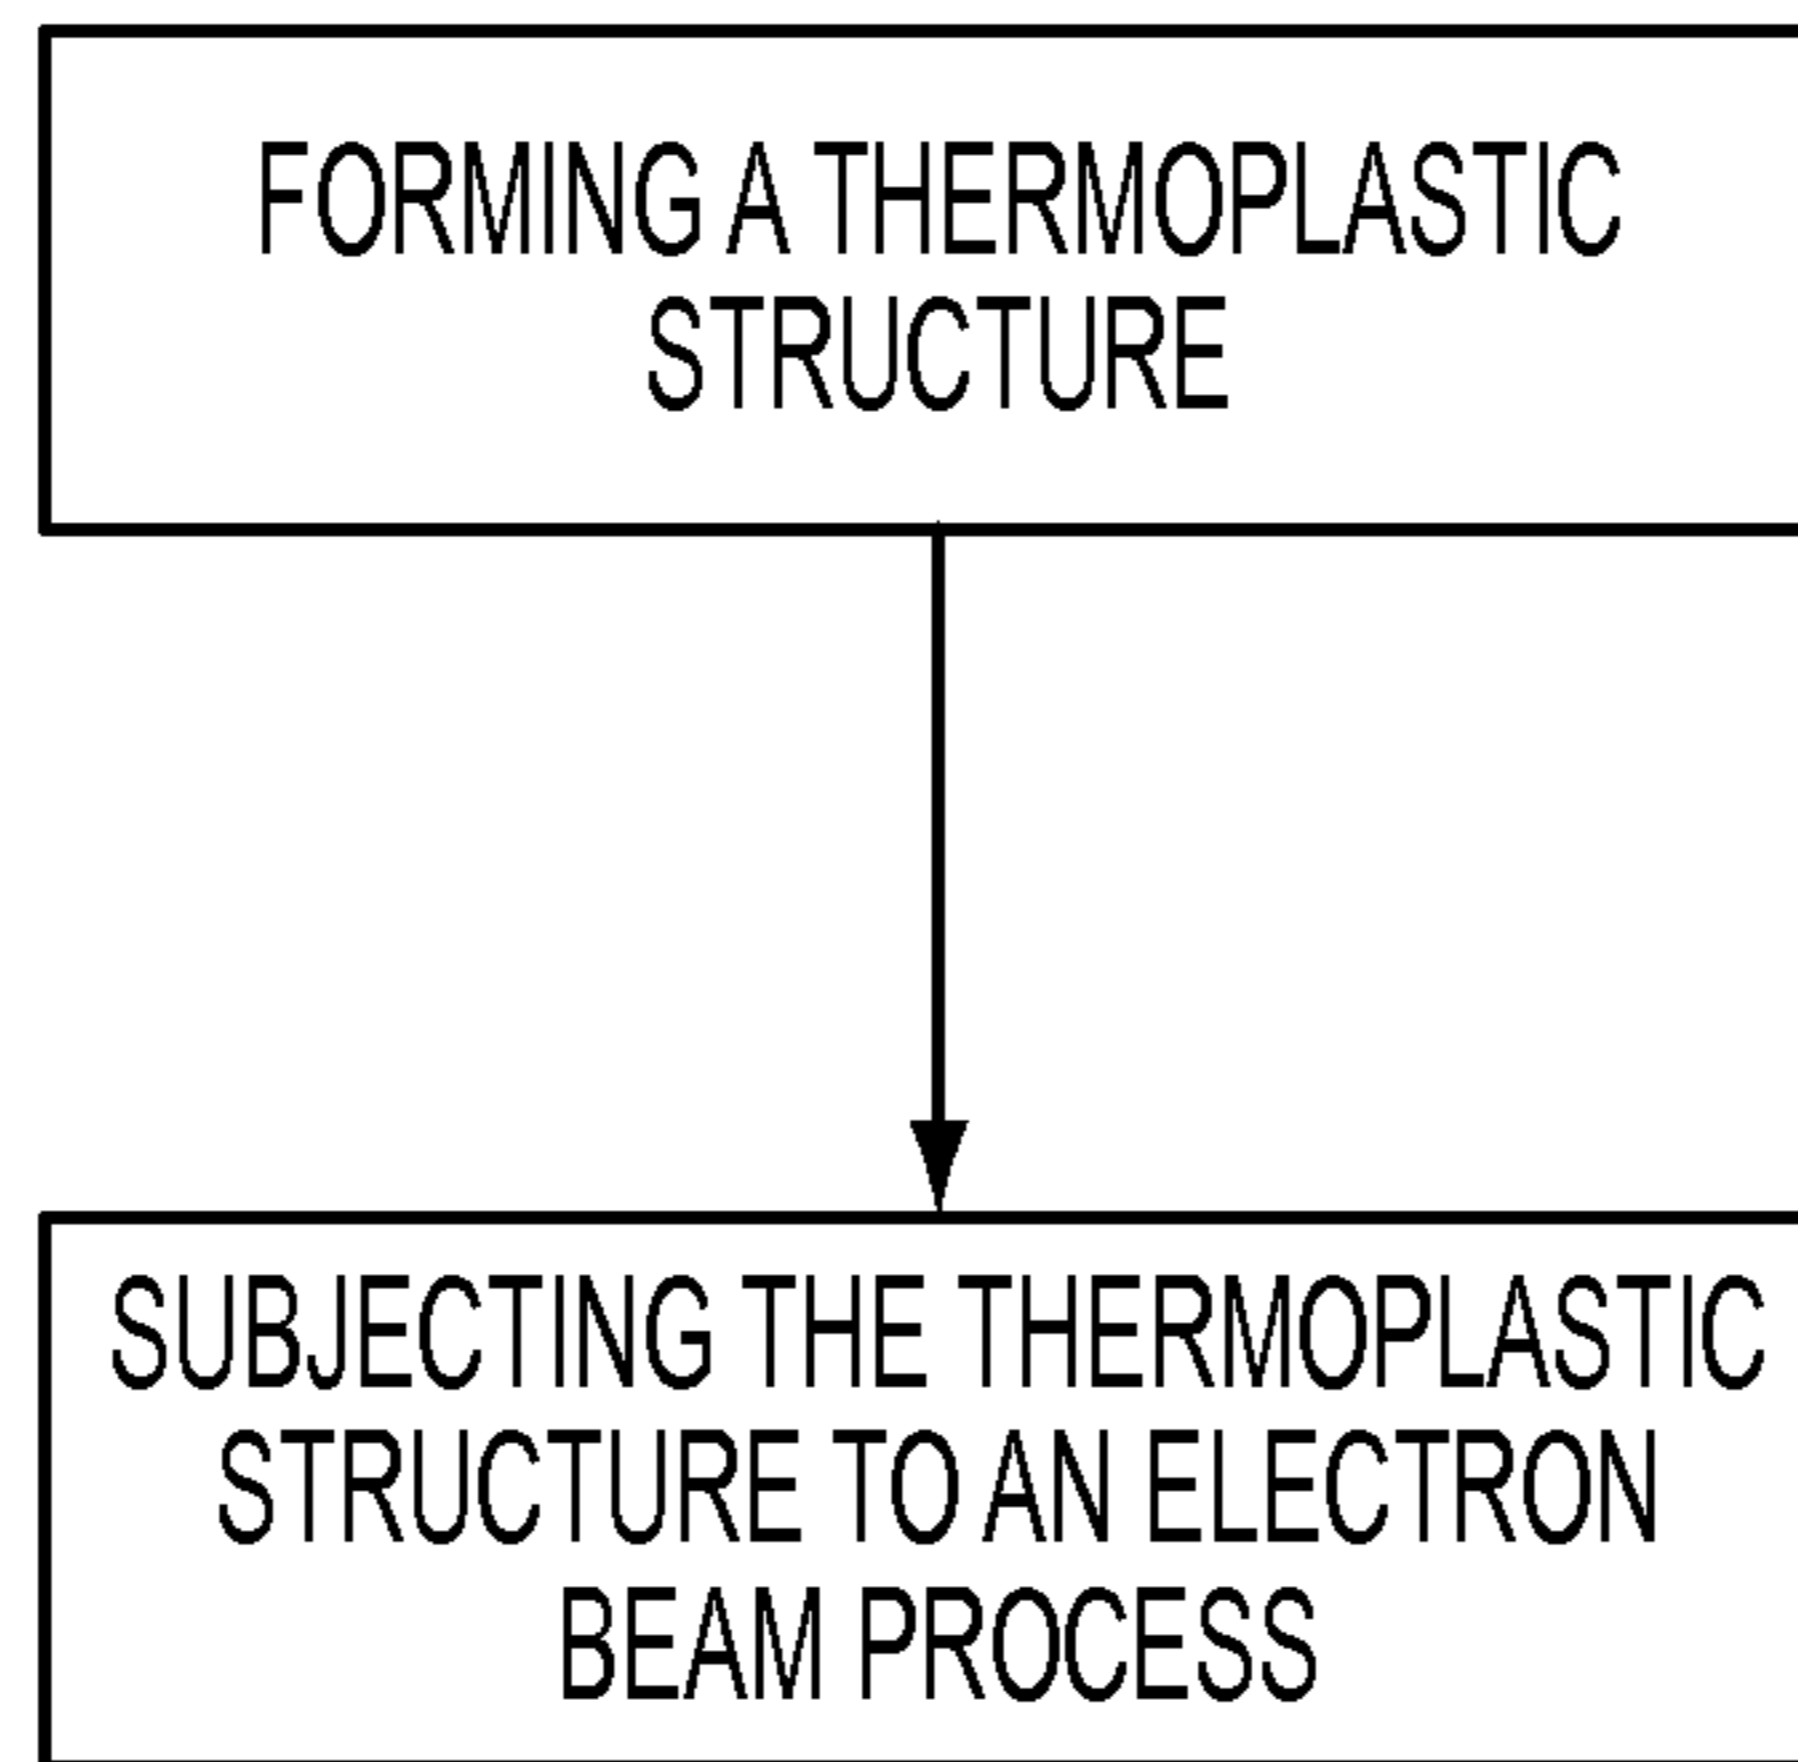 FORMING A THERMOPLASTIC
STRUCTURE
SUBJECTING THE THERMOPLASTIC
STRUCTURE TO AN ELECTRON
BEAM PROCESS